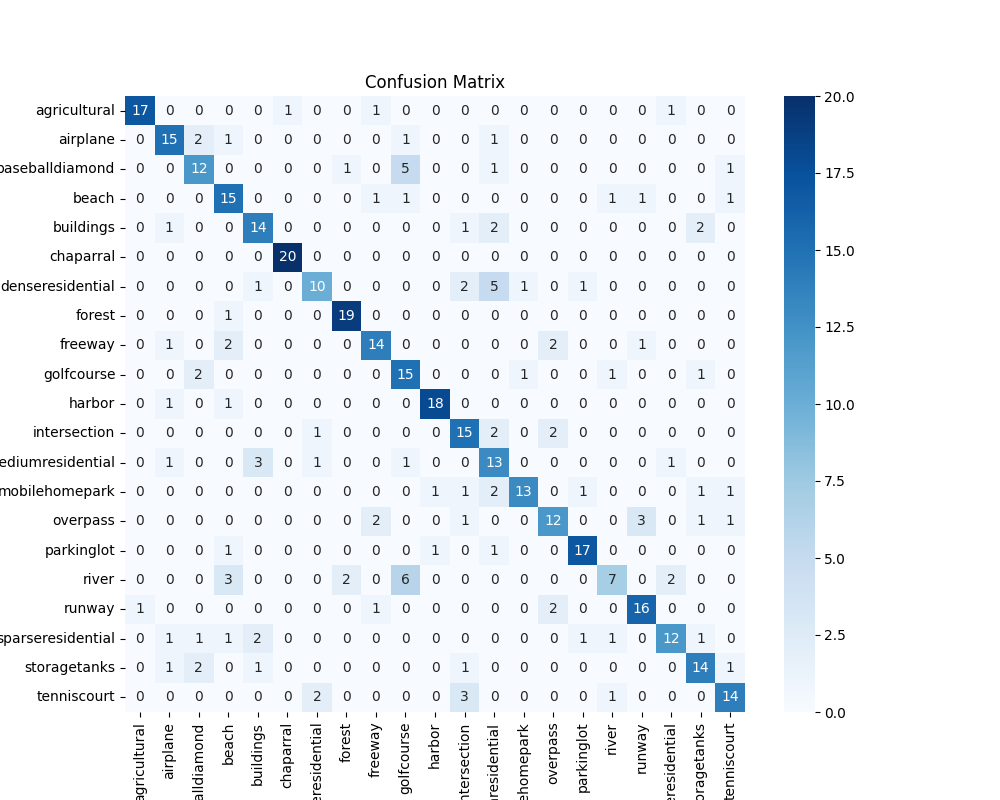 Confusion Matrix
agricultural 17 0 0 0 0 1 0 0 1 0 0 0 0 0 0 0 0 0 1 0 0
airplane 0 15 2 1 0 0 0 0 0 1 0 0 1 0 0 0 0 0 0 0 0
baseballdiamond 0 0 12 0 0 0 0 1 0 5 0 0 1 0 0 0 0 0 0 0 1
beach 0 0 0 15 0 0 0 0 1 1 0 0 0 0 0 0 1 1 0 0 1
buildings 0 1 0 0 14 0 0 0 0 0 0 1 2 0 0 0 0 0 0 2 0
chaparral 0 0 0 0 0 20 0 0 0 0 0 0 0 0 0 0 0 0 0 0 0
denseresidential 0 0 0 0 1 0 10 0 0 0 0 2 5 1 0 1 0 0 0 0 0
forest 0 0 0 1 0 0 0 19 0 0 0 0 0 0 0 0 0 0 0 0 0
freeway 0 1 0 2 0 0 0 0 14 0 0 0 0 0 2 0 0 1 0 0 0
golfcourse 0 0 2 0 0 0 0 0 0 15 0 0 0 1 0 0 1 0 0 1 0
harbor 0 1 0 1 0 0 0 0 0 0 18 0 0 0 0 0 0 0 0 0 0
intersection 0 0 0 0 0 0 1 0 0 0 0 15 2 0 2 0 0 0 0 0 0
ediumresidential 0 1 0 0 3 0 1 0 0 1 0 0 13 0 0 0 0 0 1 0 0
mobilehomepark 0 0 0 0 0 0 0 0 0 0 1 1 2 13 0 1 0 0 0 1 1
overpass 0 0 0 0 0 0 0 0 2 0 0 1 0 0 12 0 0 3 0 1 1
parkinglot 0 0 0 1 0 0 0 0 0 0 1 0 1 0 0 17 0 0 0 0 0
river 0 0 0 3 0 0 0 2 0 6 0 0 0 0 0 0 7 0 2 0 0
runway 1 0 0 0 0 0 0 0 1 0 0 0 0 0 2 0 0 16 0 0 0
sparseresidential 0 1 1 1 2 0 0 0 0 0 0 0 0 0 0 1 1 0 12 1 0
storagetanks 0 1 2 0 1 0 0 0 0 0 0 1 0 0 0 0 0 0 0 14 1
tenniscourt 0 0 0 0 0 0 2 0 0 0 0 3 0 0 0 0 1 0 0 0 14
agricultural airplane alldiamond beach buildings chaparral eresidential forest freeway golfcourse harbor ntersection nresidential ehomepark overpass parkinglot river runway eresidential oragetanks tenniscourt
20.0
17.5
15.0
12.5
10.0
7.5
5.0
2.5
0.0